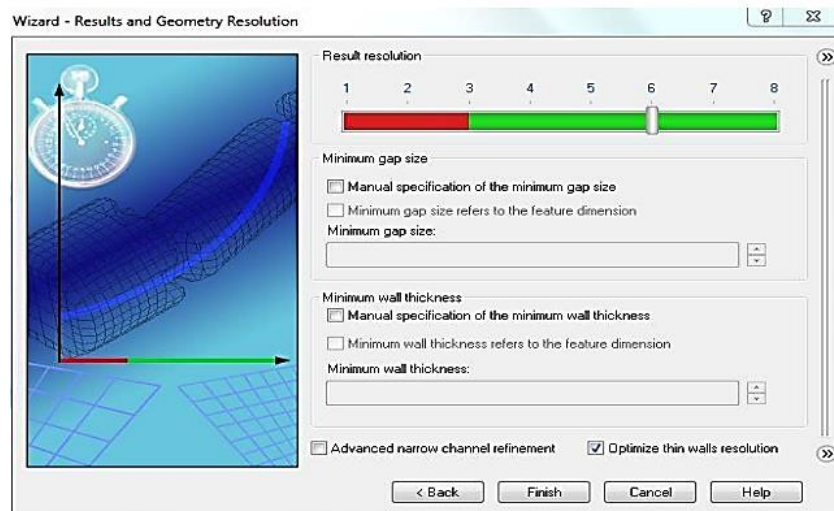 Wizard - Results and Geometry Resolution
Result resolution
1 2 3 4 5 6 7 8
Minimum gap size
Manual specification of the minimum gap size
Minimum gap size refers to the feature dimension
Minimum gap size:
Minimum wall thickness
Manual specification of the minimum wall thickness
Minimum wall thickness refers to the feature dimension
Minimum wall thickness:
Advanced narrow channel refinement Optimize thin walls resolution
< Back Finish Cancel Help